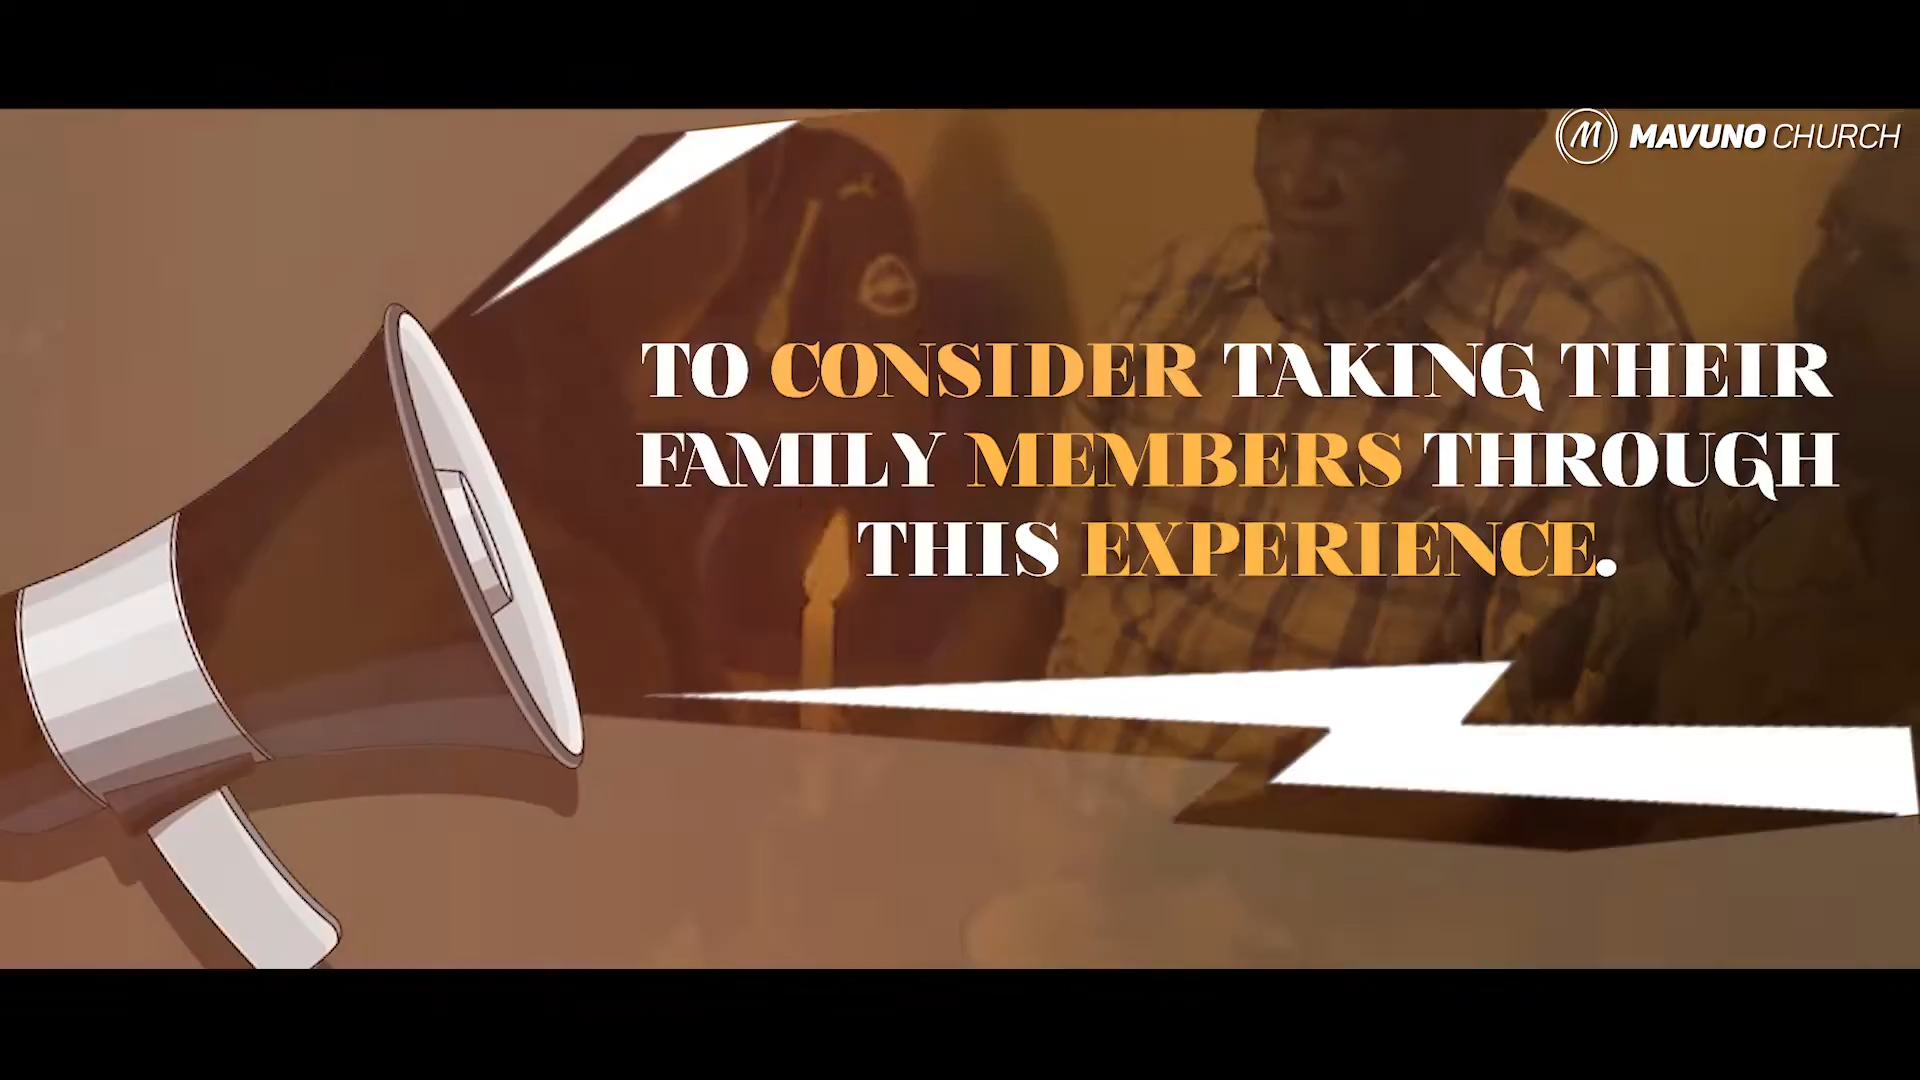 MAVUNO CHURCH
TO CONSIDER TAKING THEIR
FAMILY MEMBERS THROUGH
THIS EXPERIENCE.